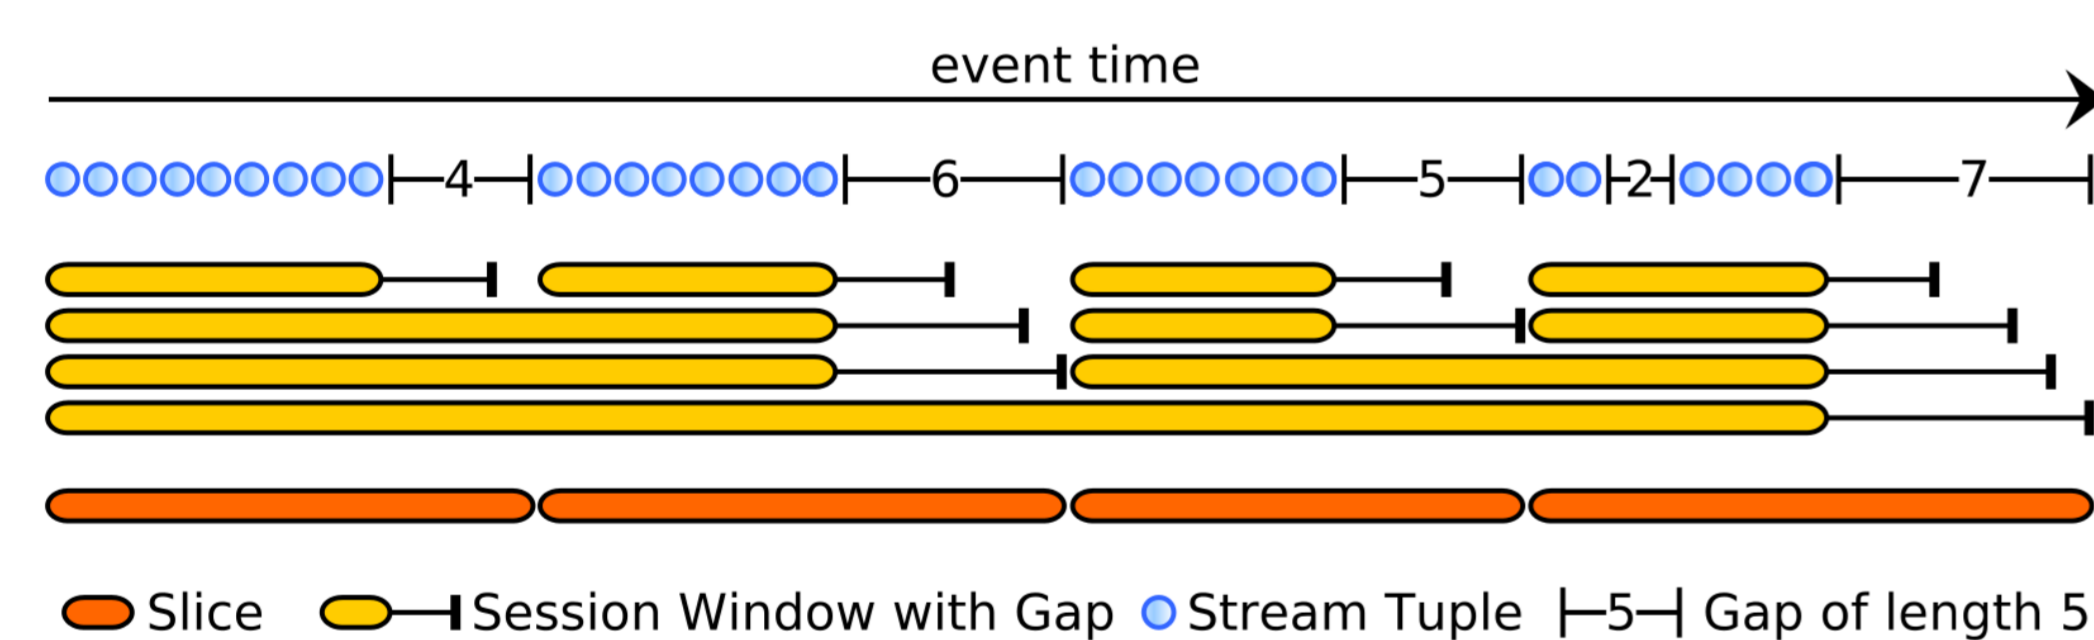 event time
4 6 5 2 7
Slice Session Window with Gap Stream Tuple 5 Gap of length 5